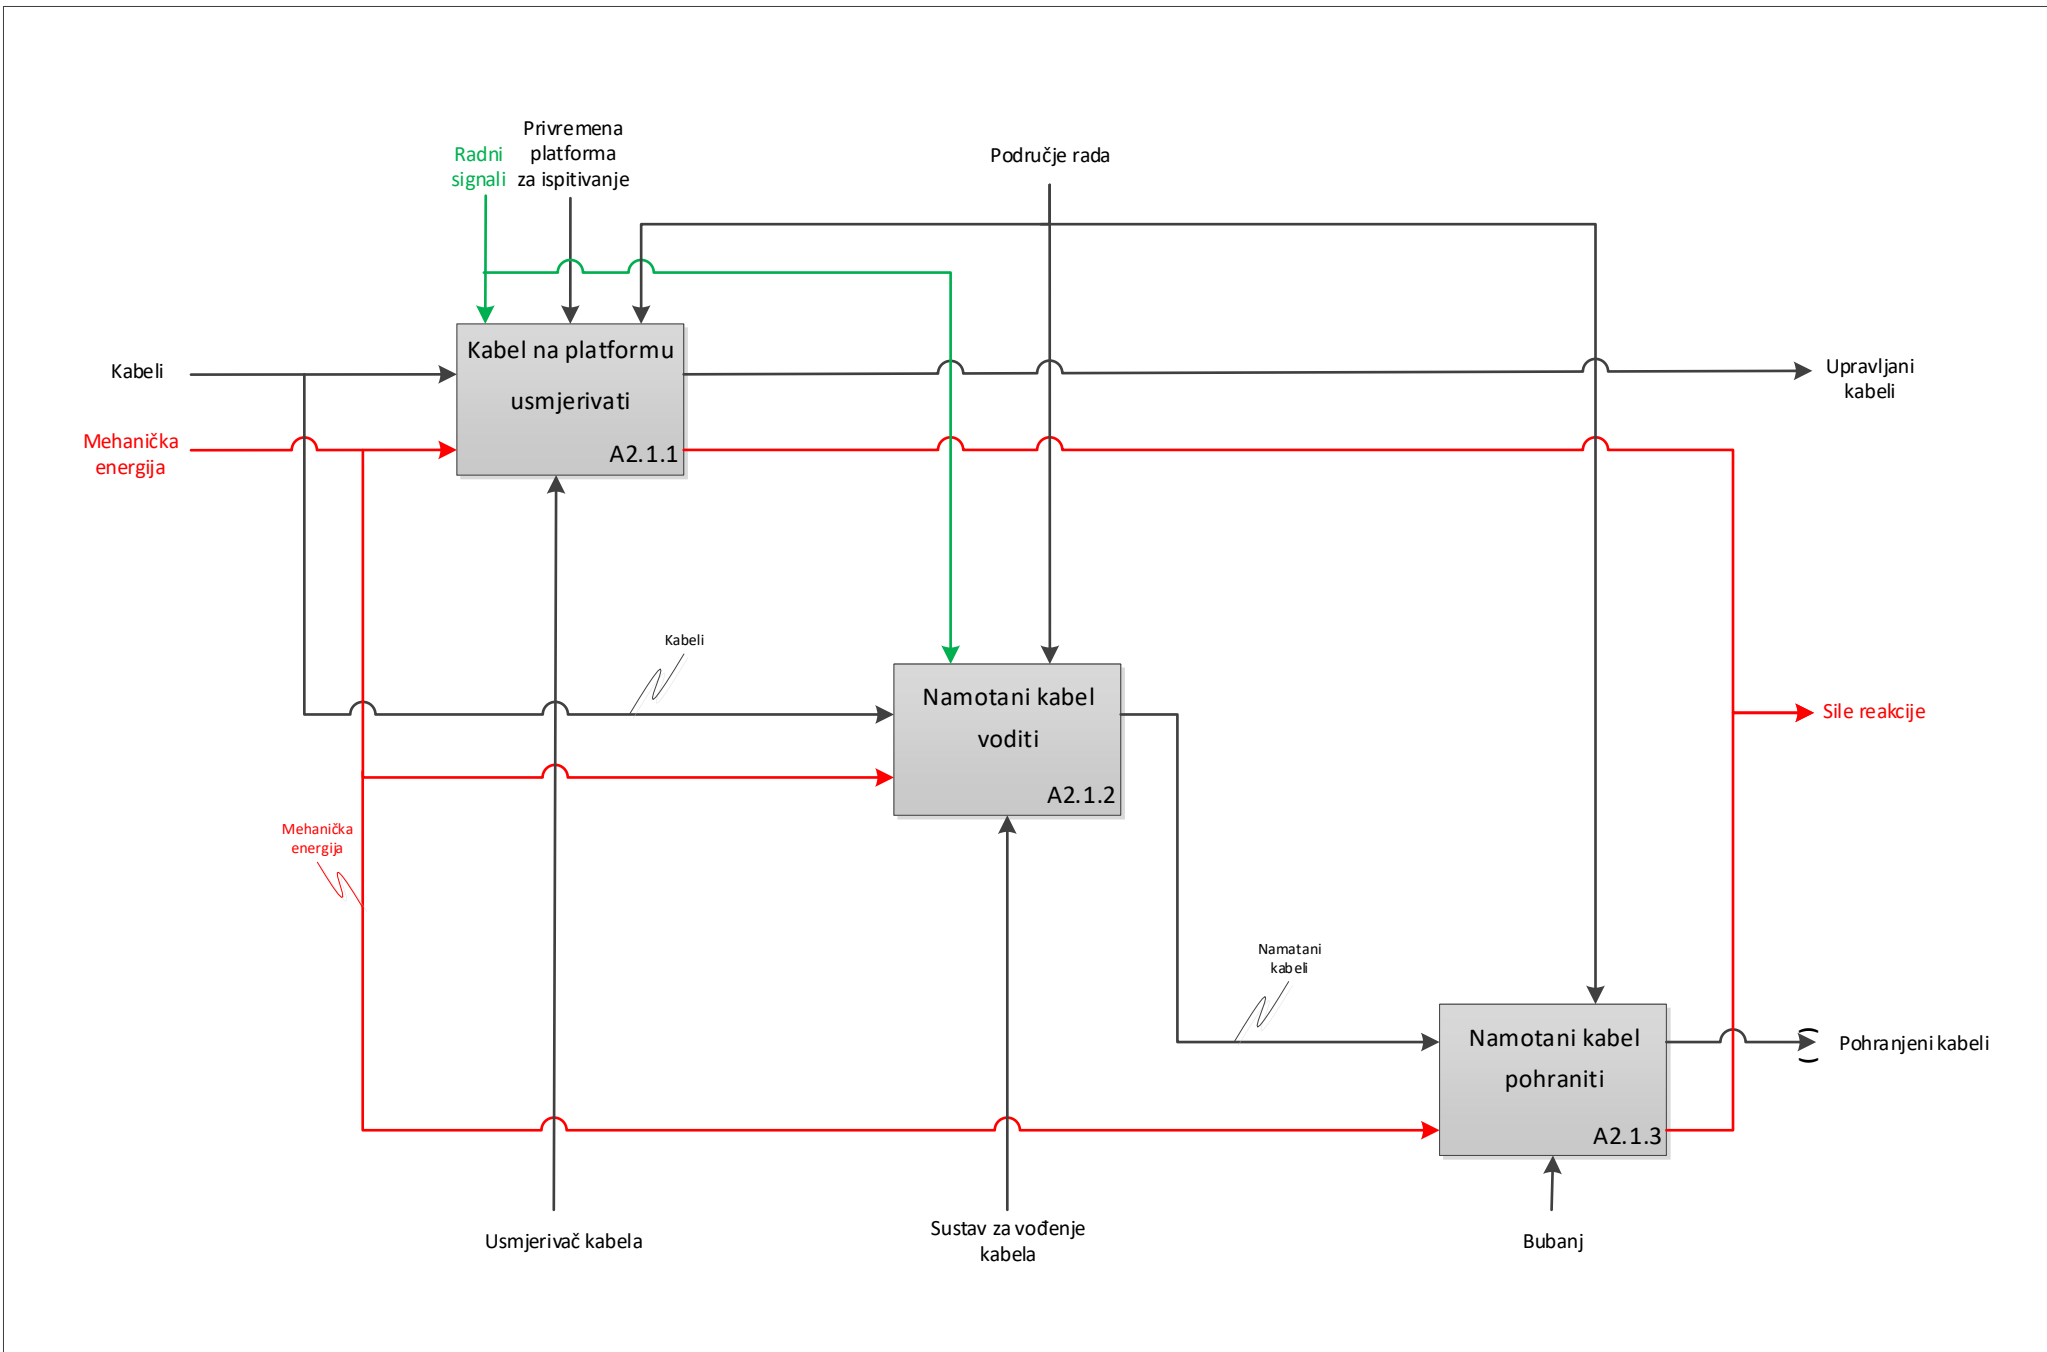 Privremena
platforma
za ispitivanje
Radni
signali
Područje rada
Kabel na platformu
usmjerivati
A2.1.1
Kabeli
Upravljani
kabeli
Mehanička
energija
Kabeli
Namotani kabel
voditi
A2.1.2
Sile reakcije
Mehanička
energija
Namatani
kabeli
Namotani kabel
pohraniti
A2.1.3
Pohranjeni kabeli
Usmjerivač kabela
Sustav za vođenje
kabela
Bubanj